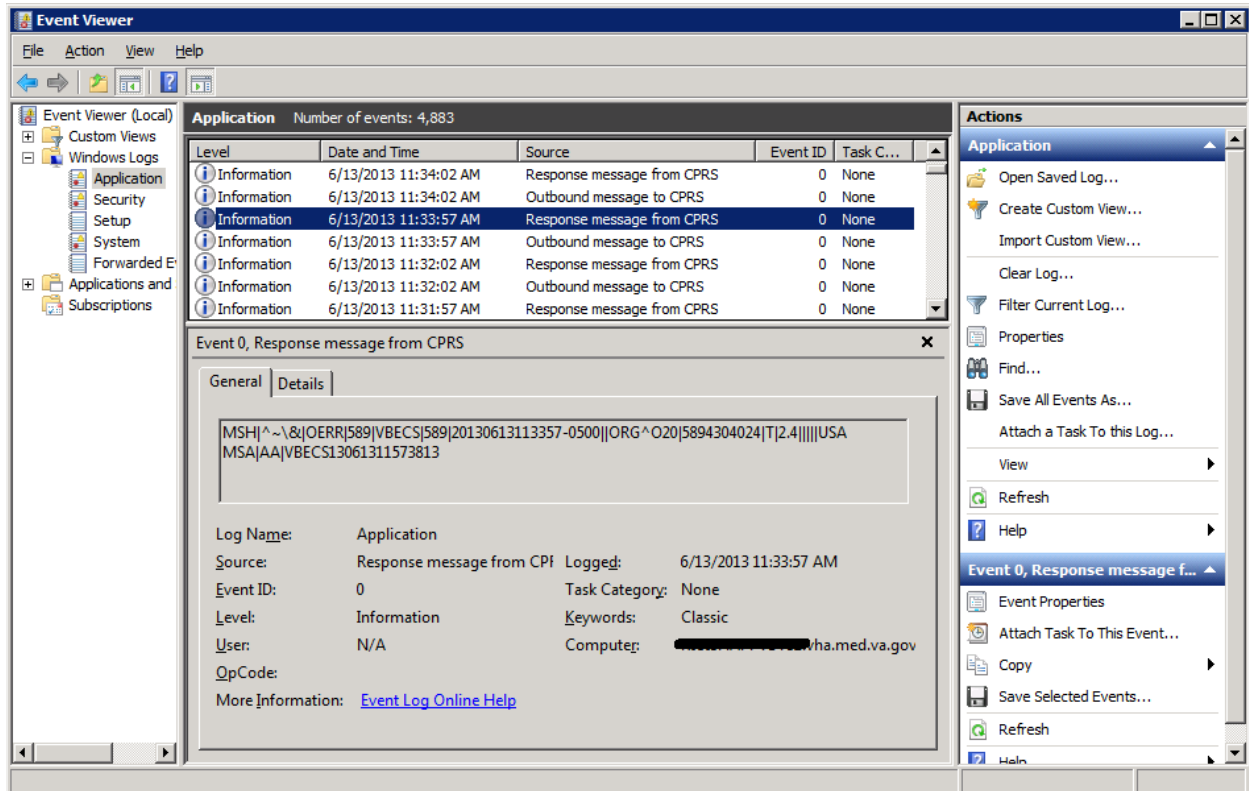 Event Viewer
File Action View Help
Event Viewer (Local)
Custom Views
Windows Logs
Application
Security
Setup
System
Forwarded E
Applications and
Subscriptions
Application Number of events: 4,883
Level Date and Time Source Event ID Task C...
Information 6/13/2013 11:34:02 AM Response message from CPRS 0 None
Information 6/13/2013 11:34:02 AM Outbound message to CPRS 0 None
Information 6/13/2013 11:33:57 AM Response message from CPRS 0 None
Information 6/13/2013 11:33:57 AM Outbound message to CPRS 0 None
Information 6/13/2013 11:32:02 AM Response message from CPRS 0 None
Information 6/13/2013 11:32:02 AM Outbound message to CPRS 0 None
Information 6/13/2013 11:31:57 AM Response message from CPRS 0 None
Event 0, Response message from CPRS
General Details
MSH|^~\&|OERR|589|VBECS|589|20130613113357-0500||ORG^O20|5894304024|T|2.4|||||USA
MSA|AA|VBECS13061311573813
Log Name: Application
Source: Response message from CPF Logged: 6/13/2013 11:33:57 AM
Event ID: 0 Task Category: None
Level: Information Keywords: Classic
User: N/A Computer: vha.med.va.gov
OpCode:
More Information: Event Log Online Help
Actions
Application
Open Saved Log...
Create Custom View...
Import Custom View...
Clear Log...
Filter Current Log...
Properties
Find...
Save All Events As...
Attach a Task To this Log...
View
Refresh
Help
Event 0, Response message f...
Event Properties
Attach Task To This Event...
Copy
Save Selected Events...
Refresh
Help